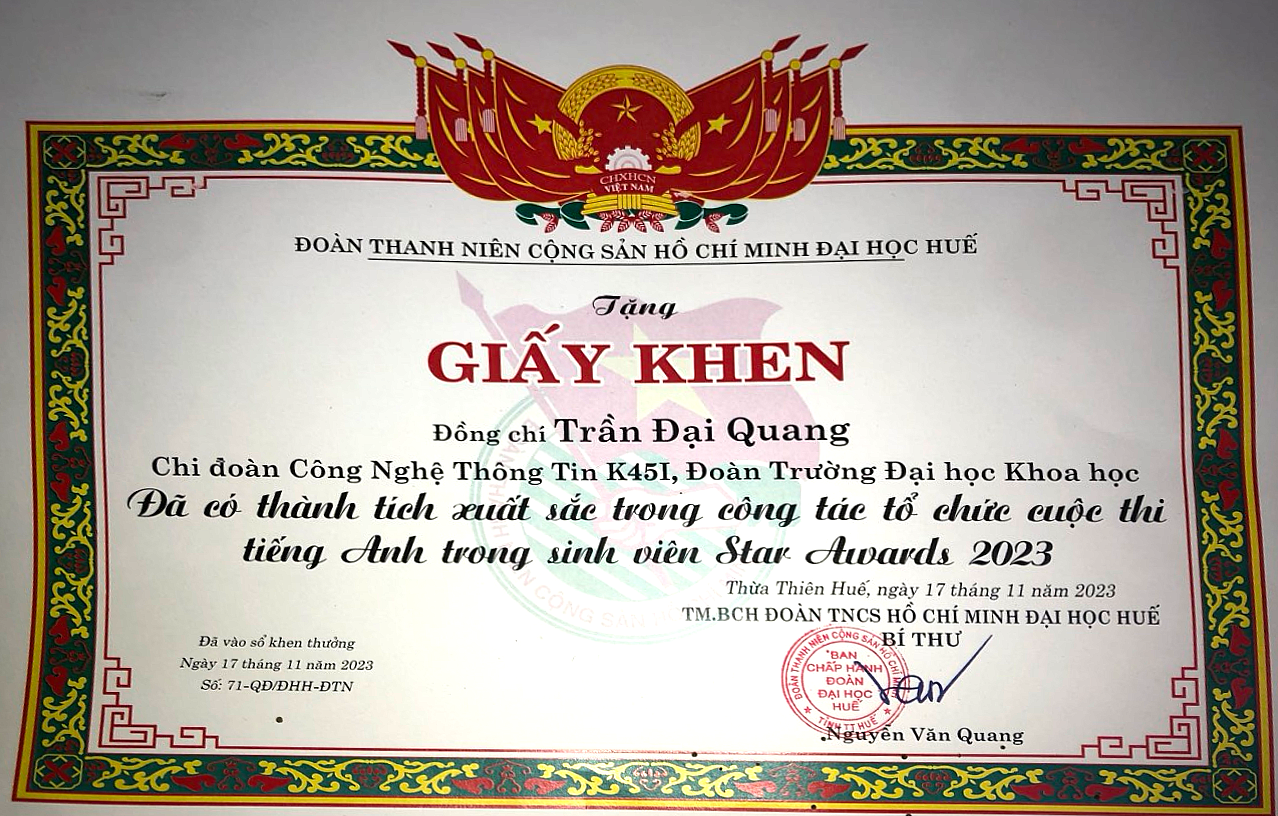 CHXHCN
VIỆT NAM
ĐOÀN THANH NIÊN CỘNG SẢN HỒ CHÍ MINH ĐẠI HỌC HUẾ
Tặng
GIẤY KHEN
Đồng chí Trần Đại Quang
Chi đoàn Công Nghệ Thông Tin K45I, Đoàn Trường Đại học Khoa học
Đã có thành tích xuất sắc trong công tác tổ chức cuộc thi
tiếng Anh trong sinh viên Star Awards 2023
Thừa Thiên Huế, ngày 17 tháng 11 năm 2023
TM.BCH ĐOÀN TNCS HỒ CHÍ MINH ĐẠI HỌC HUẾ
BÍ THƯ
Đã vào sổ khen thưởng
Ngày 17 tháng 11 năm 2023
Số: 71-QĐ/ĐHH-ĐTN
ĐOÀN THANH NIÊN CỘNG SẢN HỒ CHÍ MINH
BAN
CHẤP HÀNH
ĐOÀN
ĐẠI HỌC
HUẾ
TỈNH TT HUẾ
Nguyễn Văn Quang